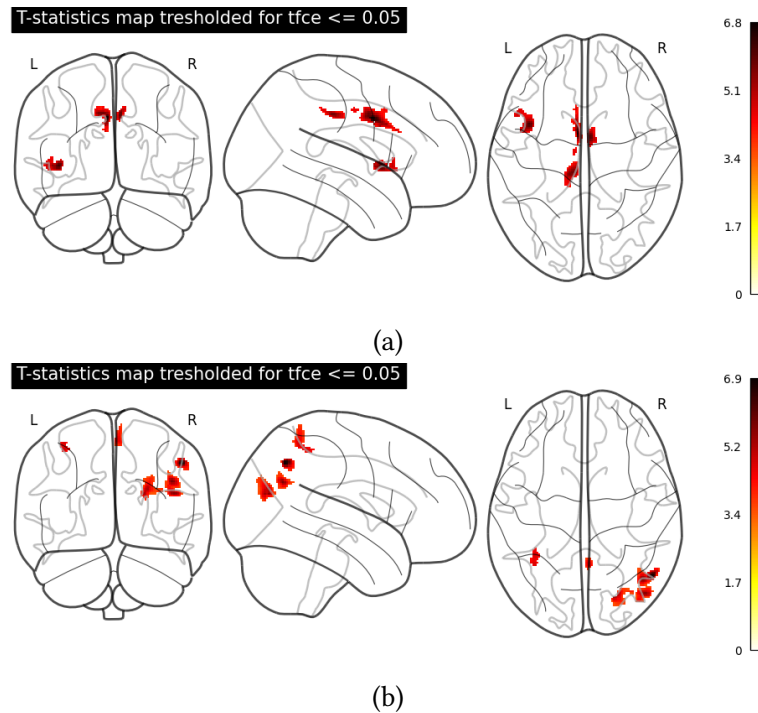 T-statistics map tresholded for tfce <= 0.05
L R L R
6.8
5.1
3.4
1.7
0
(a)
T-statistics map tresholded for tfce <= 0.05
L R L R
6.9
5.2
3.4
1.7
0
(b)